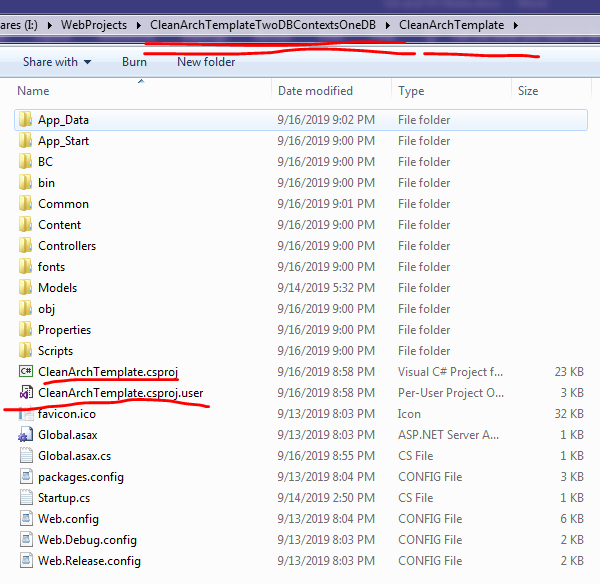 ares (I:) WebProjects CleanArchTemplateTwoDBContextsOneDB CleanArchTemplate
Share with Burn New folder
Name Date modified Type Size
App_Data 9/16/2019 9:02 PM File folder
App_Start 9/16/2019 9:00 PM File folder
BC 9/16/2019 9:00 PM File folder
bin 9/16/2019 9:00 PM File folder
Common 9/16/2019 9:01 PM File folder
Content 9/16/2019 9:00 PM File folder
Controllers 9/16/2019 9:00 PM File folder
fonts 9/16/2019 9:00 PM File folder
Models 9/14/2019 5:32 PM File folder
obj 9/16/2019 9:00 PM File folder
Properties 9/16/2019 9:00 PM File folder
Scripts 9/16/2019 9:00 PM File folder
C# CleanArchTemplate.csproj 9/16/2019 8:58 PM Visual C# Project f... 23 KB
CleanArchTemplate.csproj.user 9/16/2019 8:58 PM Per-User Project O... 3 KB
favicon.ico 9/13/2019 8:03 PM Icon 32 KB
Global.asax 9/13/2019 8:03 PM ASP.NET Server A... 1 KB
Global.asax.cs 9/16/2019 8:55 PM CS File 1 KB
packages.config 9/13/2019 8:04 PM CONFIG File 3 KB
Startup.cs 9/14/2019 2:50 PM CS File 1 KB
Web.config 9/13/2019 8:04 PM CONFIG File 6 KB
Web.Debug.config 9/13/2019 8:03 PM CONFIG File 2 KB
Web.Release.config 9/13/2019 8:03 PM CONFIG File 2 KB